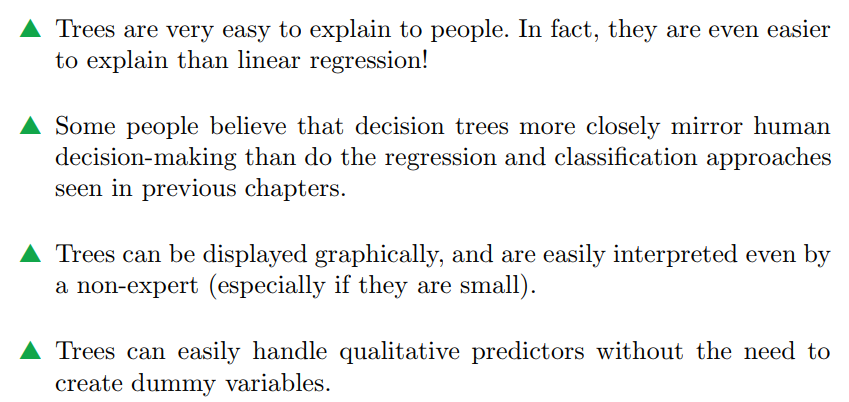 ▲ Trees are very easy to explain to people. In fact, they are even easier
to explain than linear regression!
▲ Some people believe that decision trees more closely mirror human
decision-making than do the regression and classification approaches
seen in previous chapters.
▲ Trees can be displayed graphically, and are easily interpreted even by
a non-expert (especially if they are small).
▲ Trees can easily handle qualitative predictors without the need to
create dummy variables.